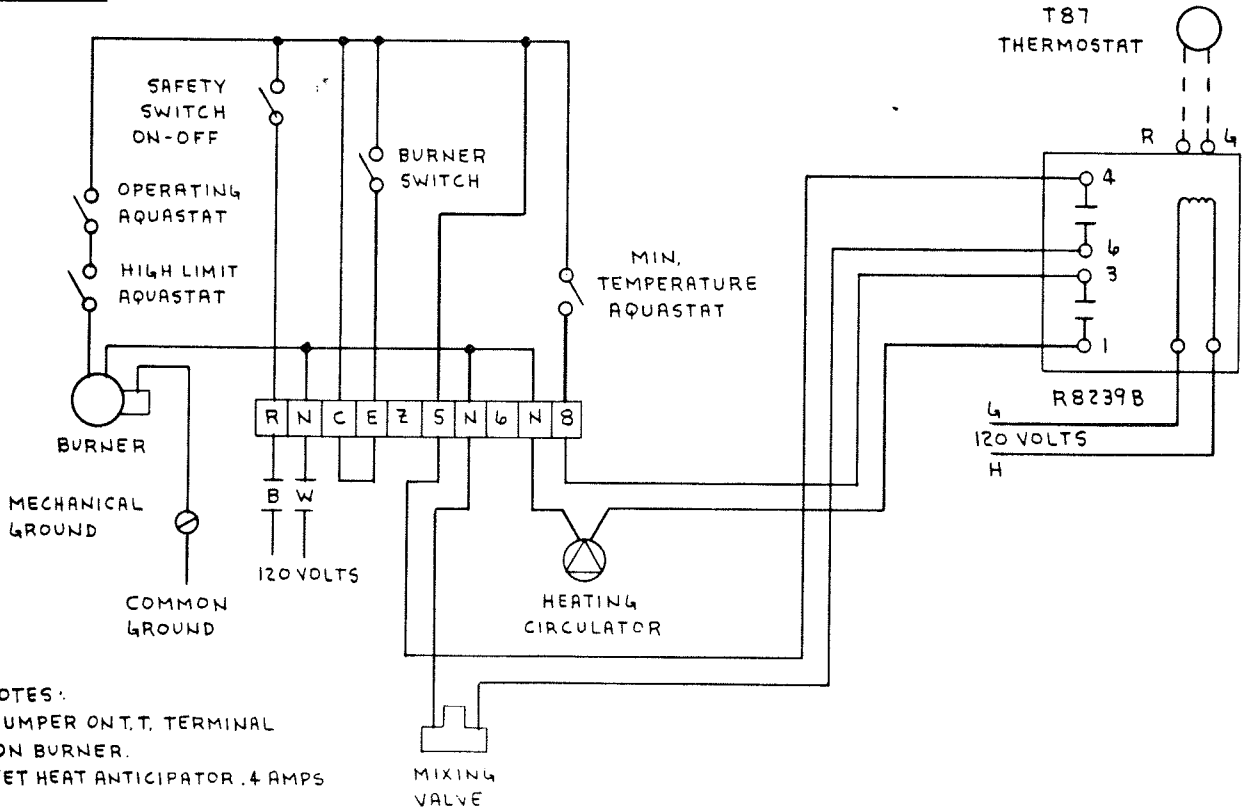 T87
THERMOSTAT
SAFETY
SWITCH
ON-OFF
BURNER
SWITCH
R G
4
OPERATING
AQUASTAT
6
HIGH LIMIT
AQUASTAT
MIN.
TEMPERATURE
AQUASTAT
3
1
R N C E Z 5 N 6 N 8
R8239B
BURNER
G
120 VOLTS
H
MECHANICAL
GROUND
B W
120 VOLTS
COMMON
GROUND
HEATING
CIRCULATOR
OTES:
UMPER ON T.T. TERMINAL
ON BURNER.
ET HEAT ANTICIPATOR .4 AMPS
MIXING
VALVE